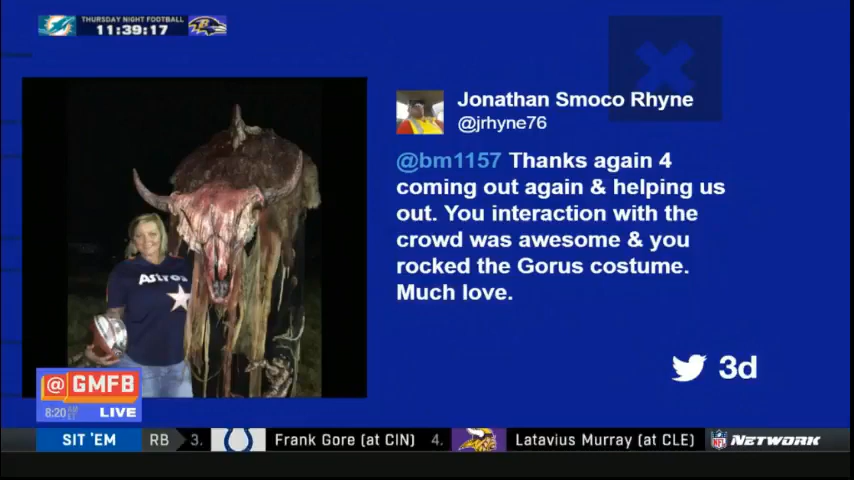 THURSDAY NIGHT FOOTBALL
11:39:17
Jonathan Smoco Rhyne
@jrhyne76
@bm1157 Thanks again 4
coming out again & helping us
out. You interaction with the
crowd was awesome & you
rocked the Gorus costume.
Much love.
3d
ASTROS
@ GMFB
8:20 LIVE
SIT 'EM RB 3. Frank Gore (at CIN) 4. Latavius Murray (at CLE) NFL NETWORK